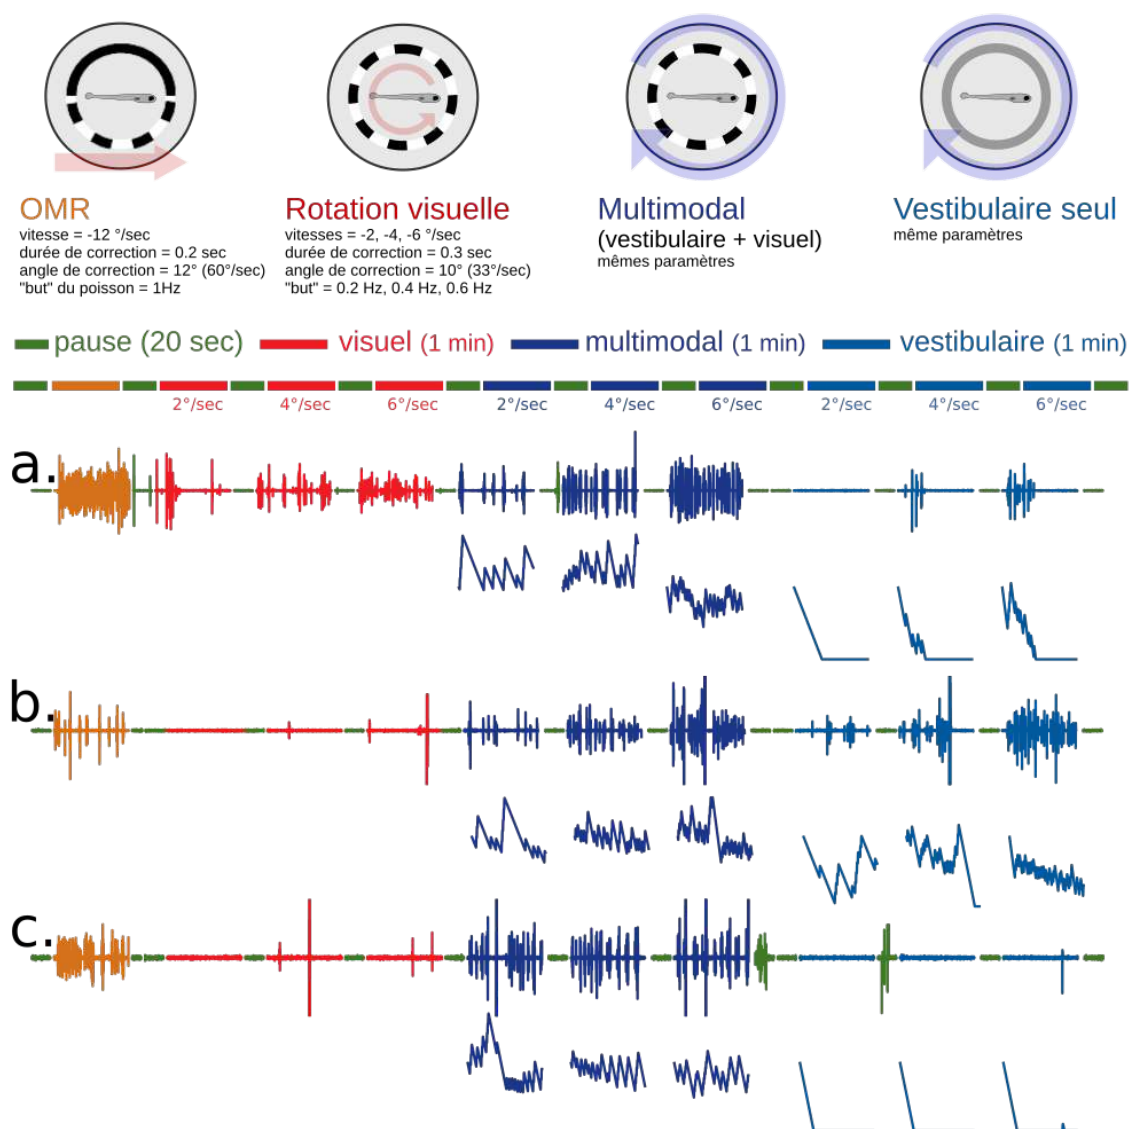 OMR
vitesse = -12 °/sec
durée de correction = 0.2 sec
angle de correction = 12° (60°/sec)
"but" du poisson = 1Hz
Rotation visuelle
vitesses = -2, -4, -6 °/sec
durée de correction = 0.3 sec
angle de correction = 10° (33°/sec)
"but" = 0.2 Hz, 0.4 Hz, 0.6 Hz
Multimodal
(vestibulaire + visuel)
mêmes paramètres
Vestibulaire seul
même paramètres
pause (20 sec) visuel (1 min) multimodal (1 min) vestibulaire (1 min)
2°/sec 4°/sec 6°/sec 2°/sec 4°/sec 6°/sec 2°/sec 4°/sec 6°/sec
a.
b.
c.